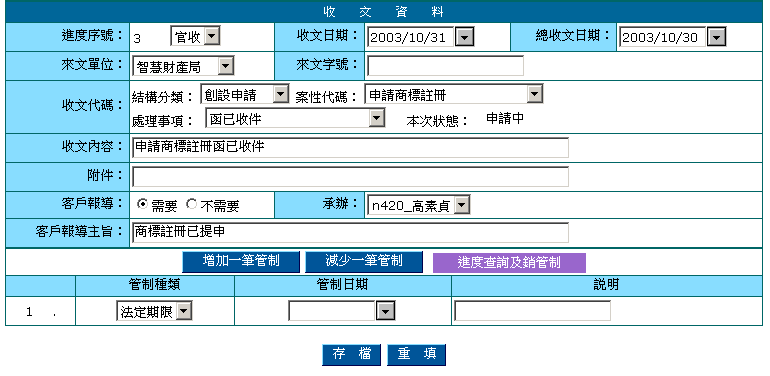 收 文 資 料
進度序號： 3 官收 收文日期： 2003/10/31 總收文日期： 2003/10/30
來文單位： 智慧財產局 來文字號：
收文代碼： 結構分類： 創設申請 案性代碼： 申請商標註冊
處理事項： 函已收件 本次狀態： 申請中
收文內容： 申請商標註冊函已收件
附件：
客戶報導： 需要 不需要 承辦： n420_高素貞
客戶報導主旨： 商標註冊已提申
增加一筆管制 減少一筆管制 進度查詢及銷管制
管制種類 管制日期 説明
1 . 法定期限
存 檔 重 填